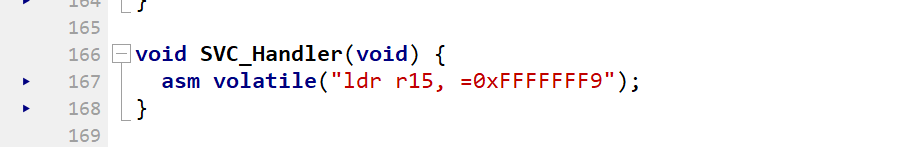 164 }
165
166 void SVC_Handler(void) {
167 asm volatile("ldr r15, =0xFFFFFFF9");
168 }
169